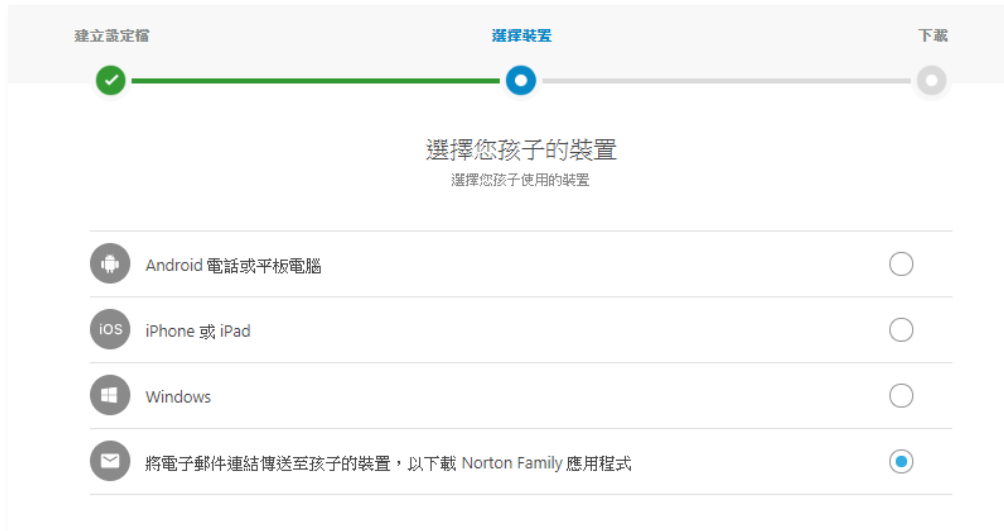 建立設定檔
選擇裝置
下載
選擇您孩子的裝置
選擇您孩子使用的裝置
Android 電話或平板電腦
iOS
iPhone 或 iPad
Windows
將電子郵件連結傳送至孩子的裝置，以下載 Norton Family 應用程式